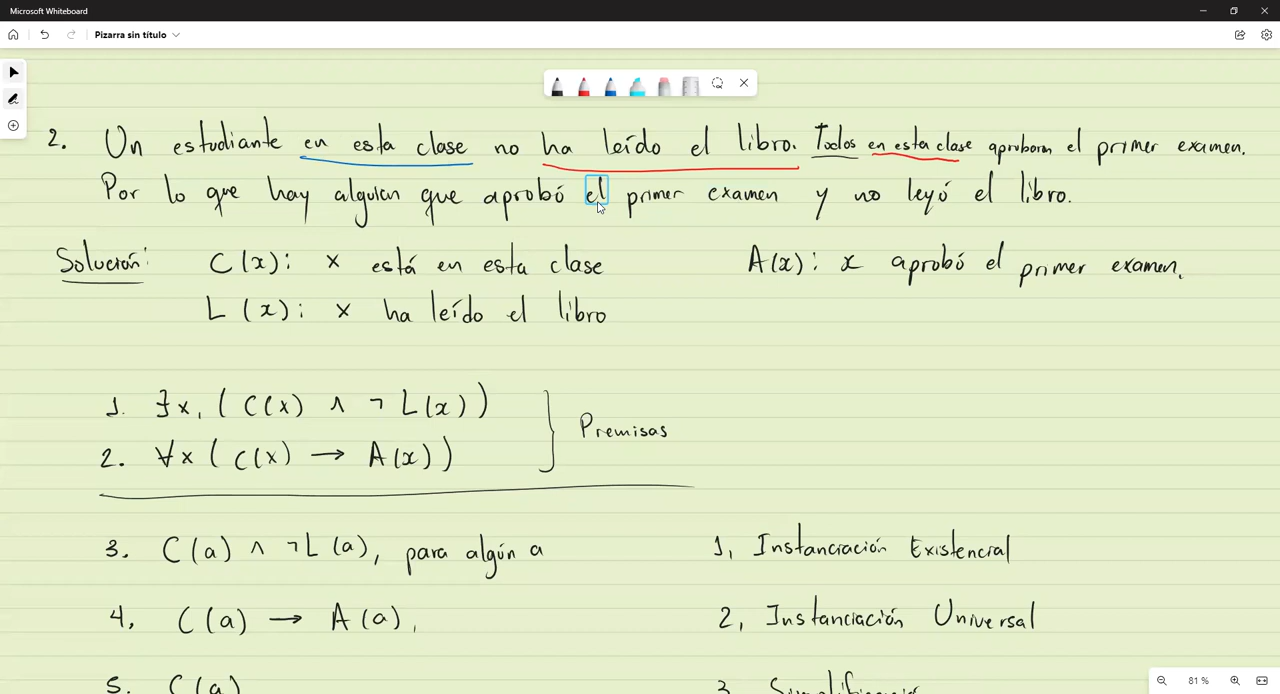 Microsoft Whiteboard
Pizarra sin título
2. Un estudiante en esta clase no ha leído el libro. Todos en esta clase aprobaron el primer examen.
Por lo que hay alguien que aprobó el primer examen y no leyó el libro.
Solución: C(x): x está en esta clase A(x): x aprobó el primer examen.
L(x): x ha leído el libro
1. ∃x, (C(x) ∧ ¬L(x))
2. ∀x (C(x) → A(x))
Premisas
3. C(a) ∧ ¬L(a), para algún a 1, Instanciación Existencial
4, C(a) → A(a), 2, Instanciación Universal
5. C(a) 3, Simplificación
81 %